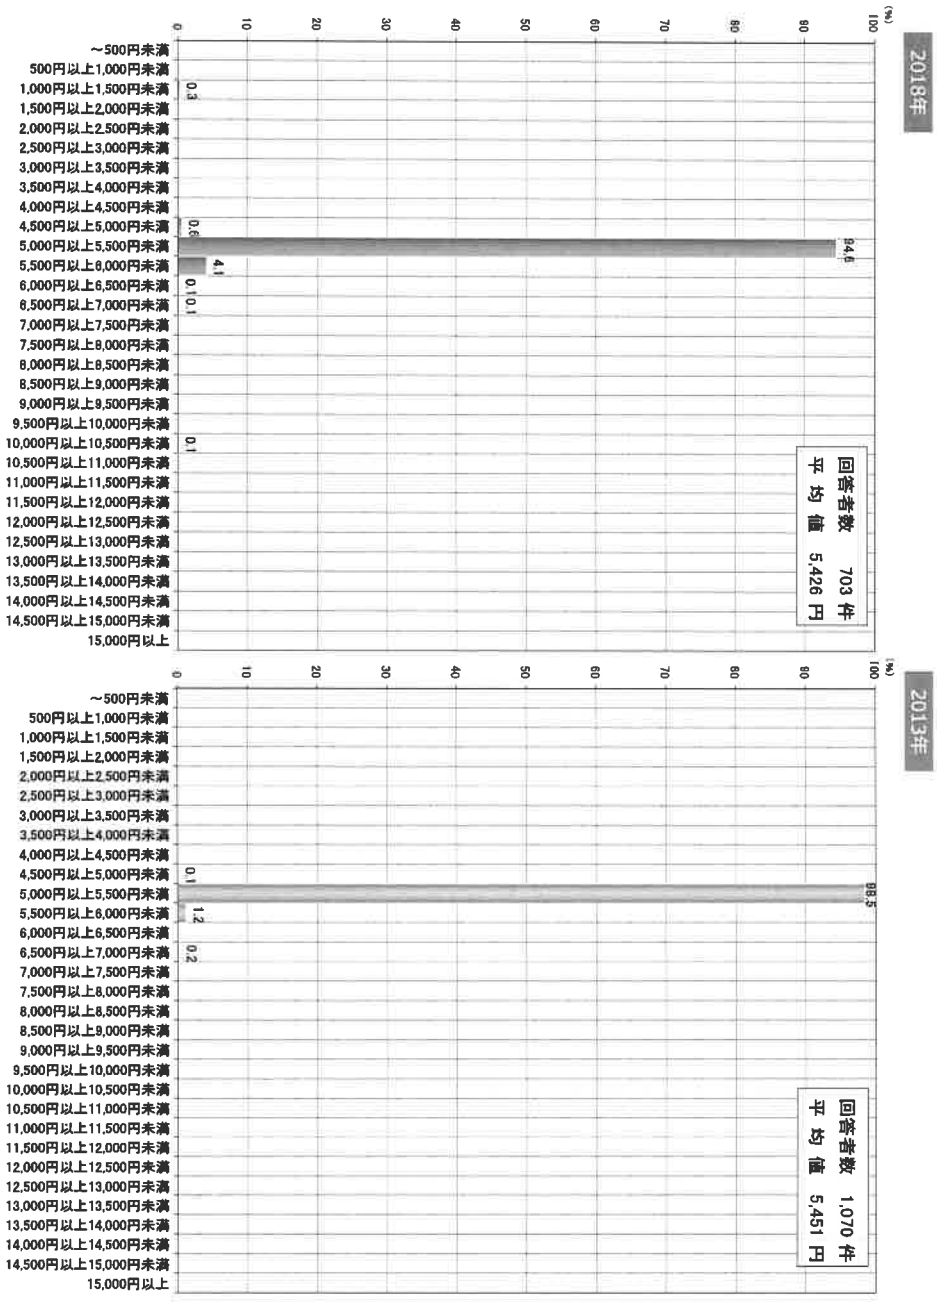 2018年
(%)
100
90
80
70
60
50
40
30
20
10
0
0.3
0.6
94.6
4.1
0.1
0.1
0.1
回答者数 703 件
平均値 5,426 円
～500円未満
500円以上1,000円未満
1,000円以上1,500円未満
1,500円以上2,000円未満
2,000円以上2,500円未満
2,500円以上3,000円未満
3,000円以上3,500円未満
3,500円以上4,000円未満
4,000円以上4,500円未満
4,500円以上5,000円未満
5,000円以上5,500円未満
5,500円以上6,000円未満
6,000円以上6,500円未満
6,500円以上7,000円未満
7,000円以上7,500円未満
7,500円以上8,000円未満
8,000円以上8,500円未満
8,500円以上9,000円未満
9,000円以上9,500円未満
9,500円以上10,000円未満
10,000円以上10,500円未満
10,500円以上11,000円未満
11,000円以上11,500円未満
11,500円以上12,000円未満
12,000円以上12,500円未満
12,500円以上13,000円未満
13,000円以上13,500円未満
13,500円以上14,000円未満
14,000円以上14,500円未満
14,500円以上15,000円未満
15,000円以上
2013年
(%)
100
90
80
70
60
50
40
30
20
10
0
0.1
98.5
1.2
0.2
回答者数 1,070 件
平均値 5,451 円
～500円未満
500円以上1,000円未満
1,000円以上1,500円未満
1,500円以上2,000円未満
2,000円以上2,500円未満
2,500円以上3,000円未満
3,000円以上3,500円未満
3,500円以上4,000円未満
4,000円以上4,500円未満
4,500円以上5,000円未満
5,000円以上5,500円未満
5,500円以上6,000円未満
6,000円以上6,500円未満
6,500円以上7,000円未満
7,000円以上7,500円未満
7,500円以上8,000円未満
8,000円以上8,500円未満
8,500円以上9,000円未満
9,000円以上9,500円未満
9,500円以上10,000円未満
10,000円以上10,500円未満
10,500円以上11,000円未満
11,000円以上11,500円未満
11,500円以上12,000円未満
12,000円以上12,500円未満
12,500円以上13,000円未満
13,000円以上13,500円未満
13,500円以上14,000円未満
14,000円以上14,500円未満
14,500円以上15,000円未満
15,000円以上